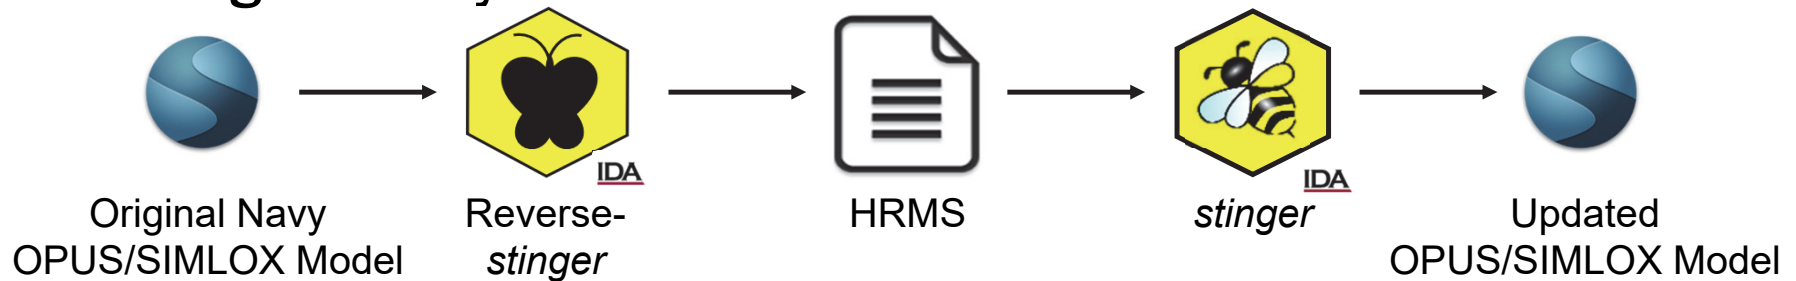 IDA
IDA
Original Navy
OPUS/SIMLOX Model
Reverse-
stinger
HRMS
stinger
Updated
OPUS/SIMLOX Model